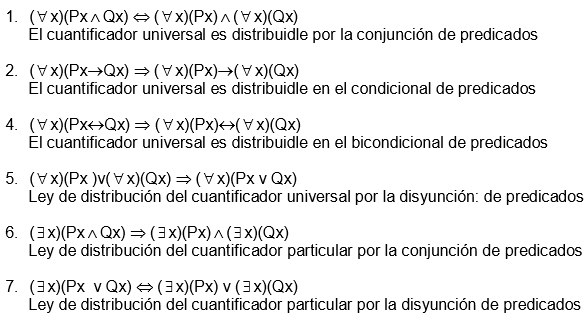 1. (∀x)(Px∧Qx) ⇔ (∀x)(Px)∧(∀x)(Qx)
El cuantificador universal es distribuidle por la conjunción de predicados
2. (∀x)(Px→Qx) ⇒ (∀x)(Px)→(∀x)(Qx)
El cuantificador universal es distribuidle en el condicional de predicados
4. (∀x)(Px↔Qx) ⇒ (∀x)(Px)↔(∀x)(Qx)
El cuantificador universal es distribuidle en el bicondicional de predicados
5. (∀x)(Px )v(∀x)(Qx) ⇒ (∀x)(Px v Qx)
Ley de distribución del cuantificador universal por la disyunción: de predicados
6. (∃x)(Px∧Qx) ⇒ (∃x)(Px)∧(∃x)(Qx)
Ley de distribución del cuantificador particular por la conjunción de predicados
7. (∃x)(Px v Qx) ⇔ (∃x)(Px) v (∃x)(Qx)
Ley de distribución del cuantificador particular por la disyunción de predicados